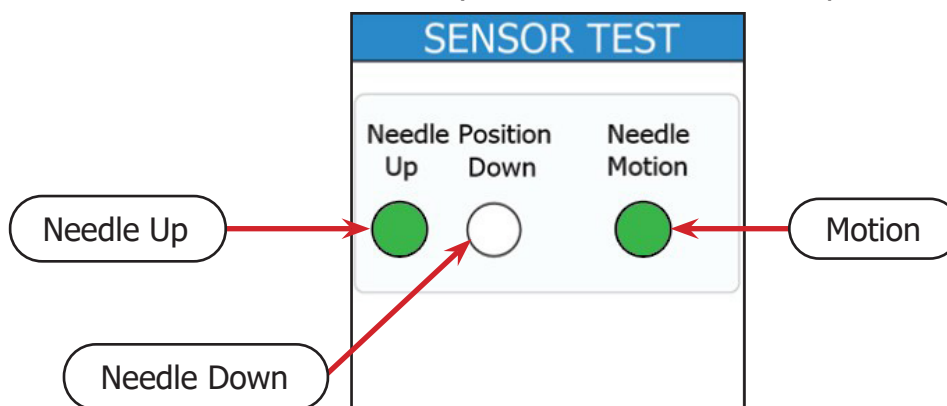 SENSOR TEST
Needle Position Needle
Up Down Motion
Needle Up
Motion
Needle Down